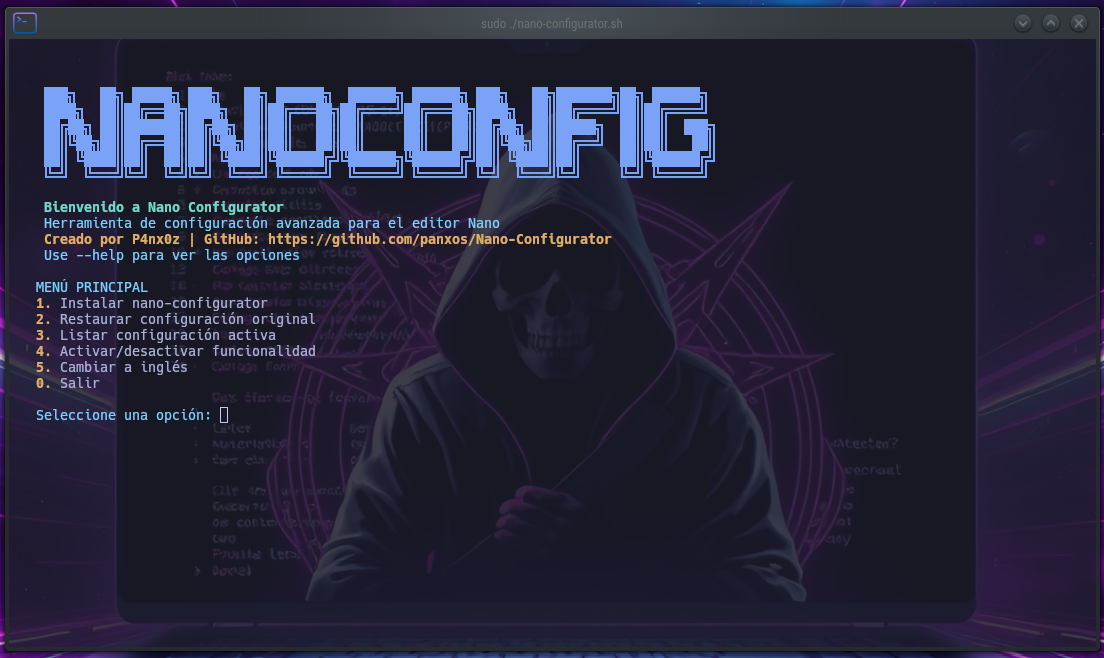 sudo ./nano-configurator.sh
NANOCONFIG
Bienvenido a Nano Configurator
Herramienta de configuración avanzada para el editor Nano
Creado por P4nx0z | GitHub: https://github.com/panxos/Nano-Configurator
Use --help para ver las opciones
MENÚ PRINCIPAL
1. Instalar nano-configurator
2. Restaurar configuración original
3. Listar configuración activa
4. Activar/desactivar funcionalidad
5. Cambiar a inglés
0. Salir
Seleccione una opción: